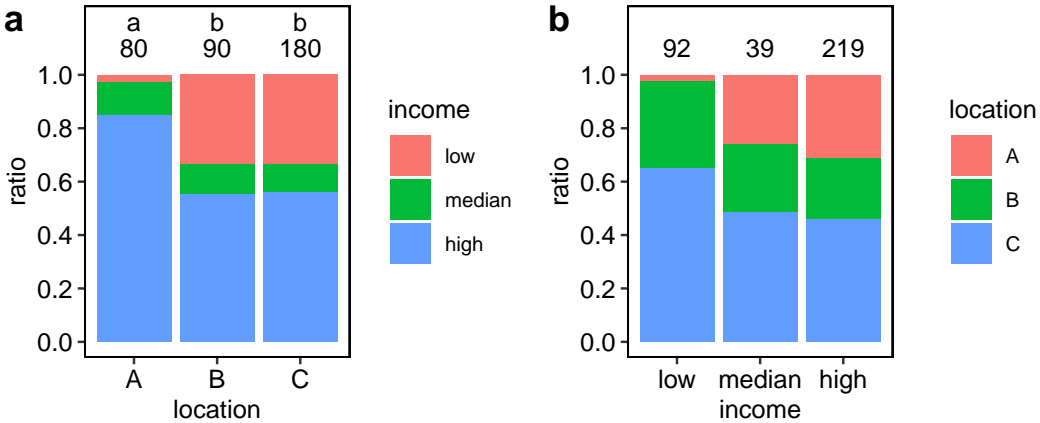 a
a b b
80 90 180
1.0
0.8
0.6
0.4
0.2
0.0
ratio
A B C
location
income
low
median
high
b
92 39 219
1.0
0.8
0.6
0.4
0.2
0.0
ratio
low median high
income
location
A
B
C